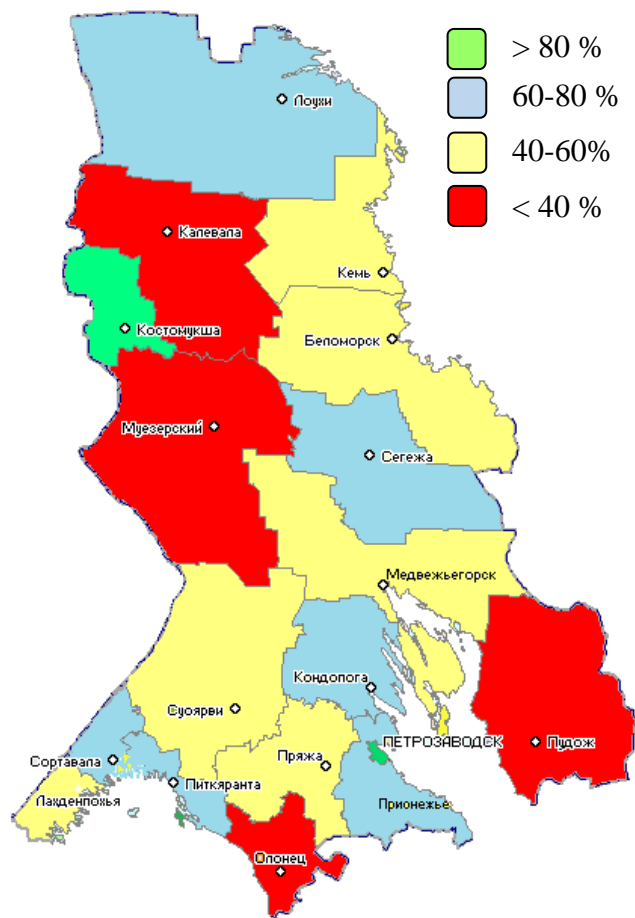 > 80 %
60-80 %
40-60%
< 40 %
Лоухи
Калевала
Кемь
Костомукша
Беломорск
Муезерский
Сегежа
Медвежьегорск
Кондопога
Суоярви
ПЕТРОЗАВОДСК
Пудож
Сортавала
Пряжа
Питкяранта
Лахденпохья
Прионежье
Олонец